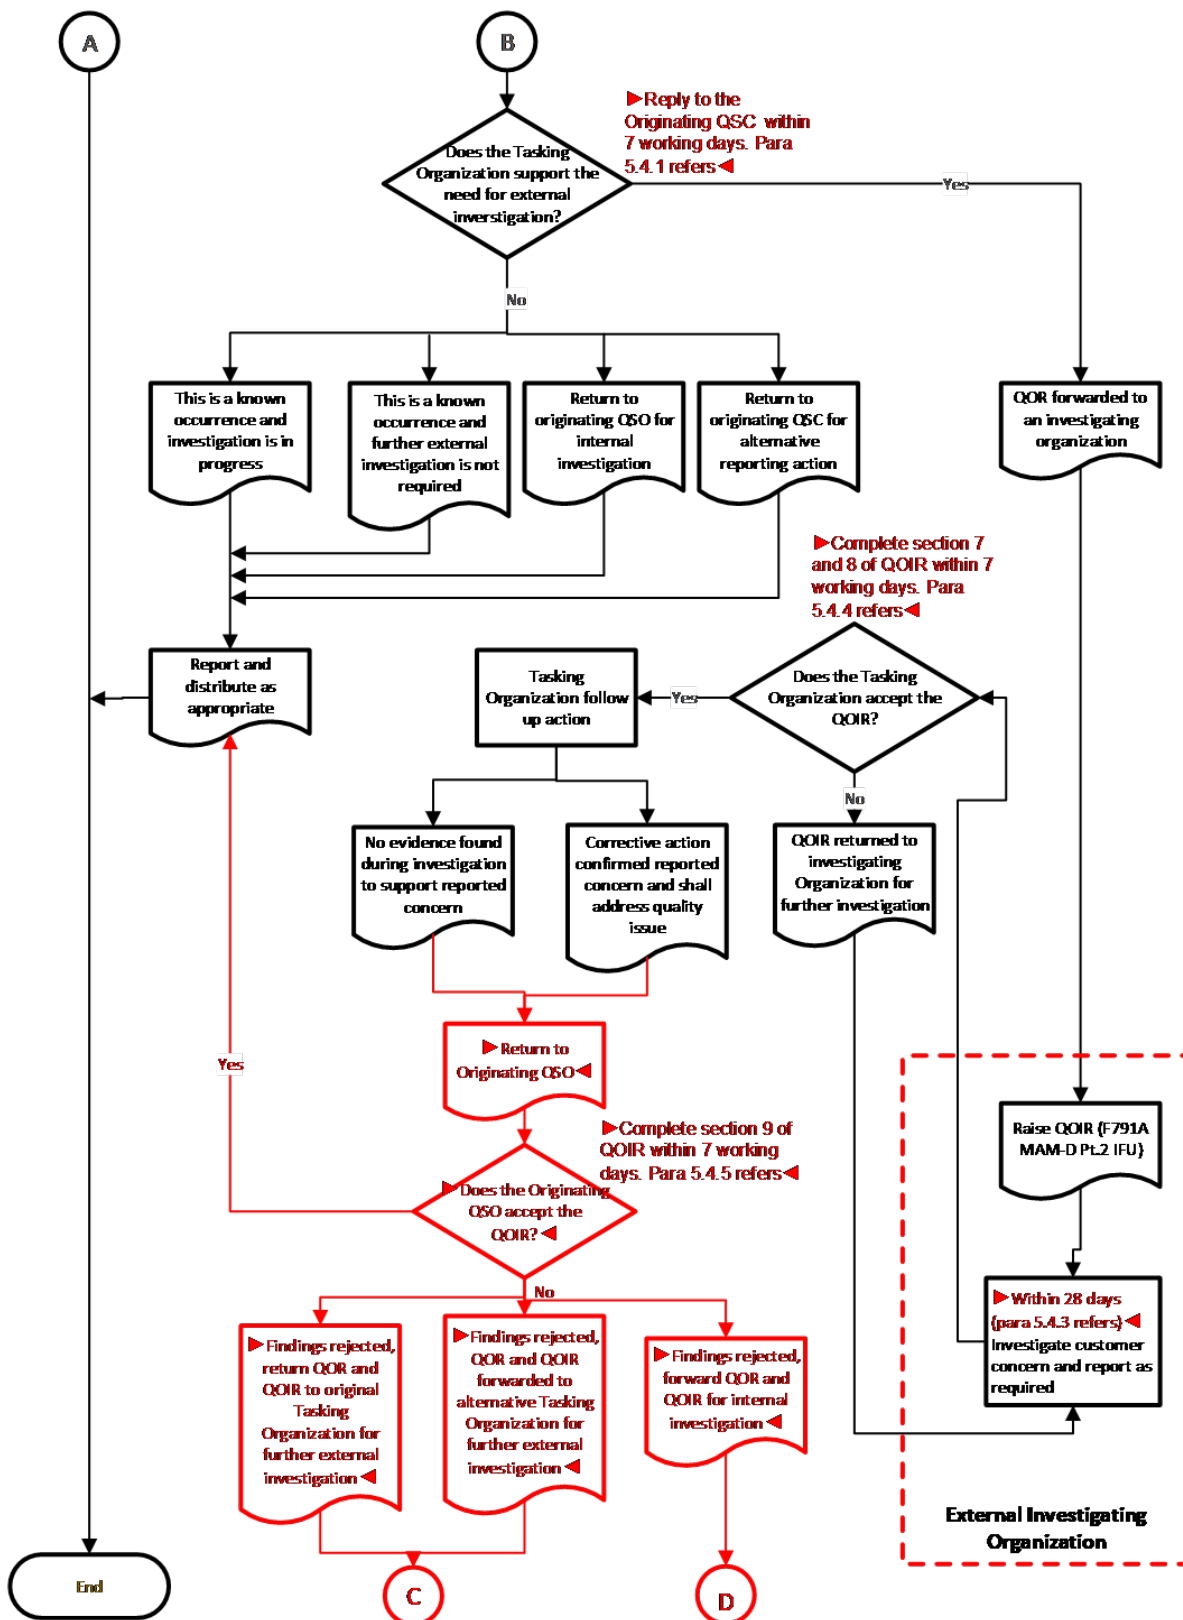 A
B
►Reply to the
Originating QSC within
7 working days. Para
5.4.1 refers◄
Does the Tasking
Organization support the
need for external
inverstigation?
Yes
No
This is a known
occurrence and
investigation is in
progress
This is a known
occurrence and
further external
investigation is not
required
Return to
originating QSO for
internal
investigation
Return to
originating QSC for
alternative
reporting action
QOR forwarded to
an investigating
organization
►Complete section 7
and 8 of QOIR within 7
working days. Para
5.4.4 refers◄
Report and
distribute as
appropriate
Tasking
Organization follow
up action
Yes
Does the Tasking
Organization accept the
QOIR?
No
No evidence found
during investigation
to support reported
concern
Corrective action
confirmed reported
concern and shall
address quality
issue
QOIR returned to
investigating
Organization for
further investigation
Yes
►Return to
Originating QSO◄
►Complete section 9 of
QOIR within 7 working
days. Para 5.4.5 refers◄
Raise QOIR (F791A
MAM-D Pt.2 IFU)
►Does the Originating
QSO accept the
QOIR?◄
No
►Within 28 days
(para 5.4.3 refers)◄
Investigate customer
concern and report as
required
►Findings rejected,
return QOR and
QOIR to original
Tasking
Organization for
further external
investigation◄
►Findings rejected,
QOR and QOIR
forwarded to
alternative Tasking
Organization for
further external
investigation◄
►Findings rejected,
forward QOR and
QOIR for internal
investigation◄
External Investigating
Organization
End
C
D